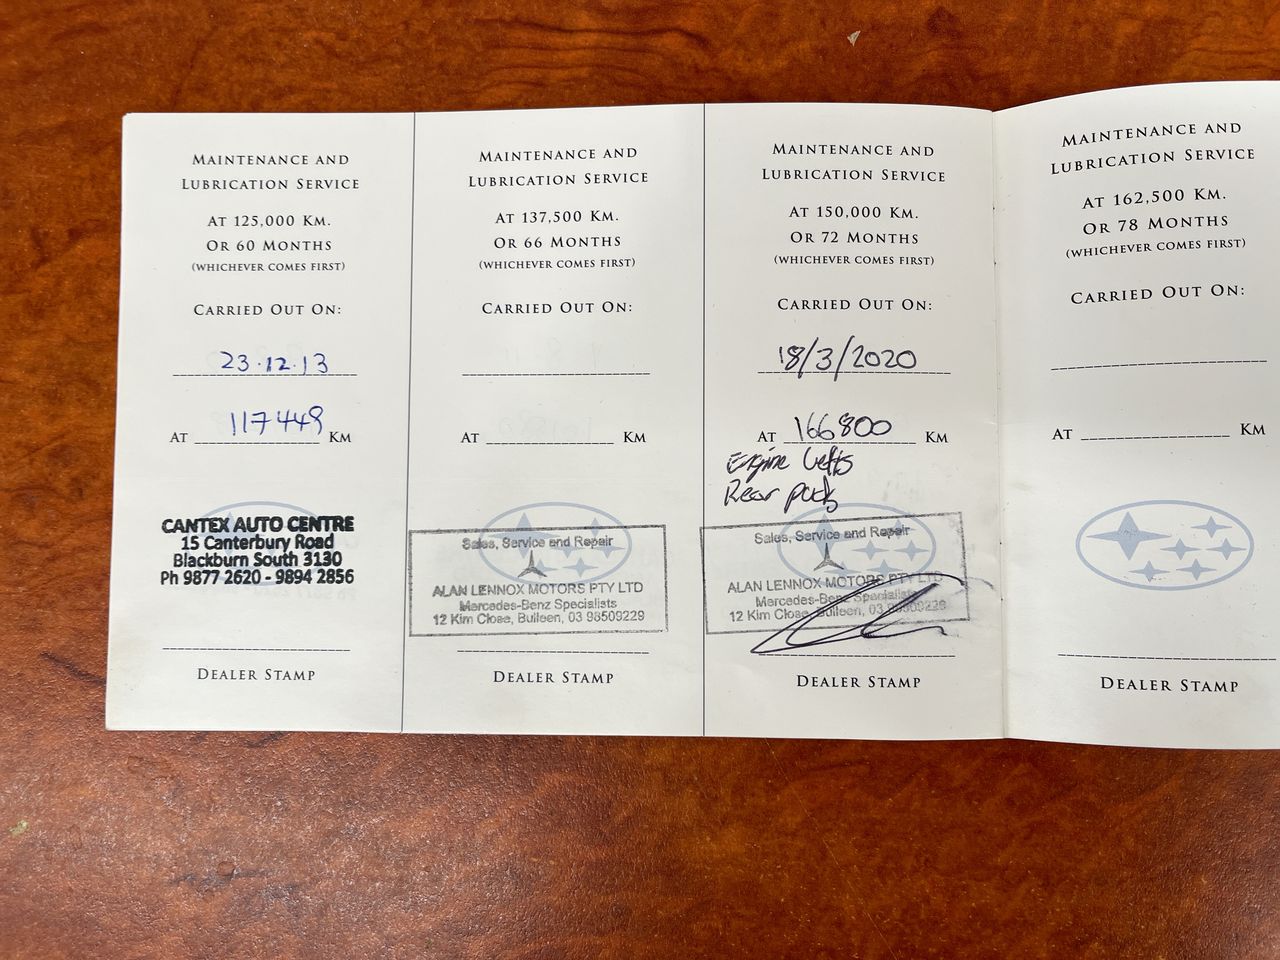 MAINTENANCE AND
LUBRICATION SERVICE
AT 125,000 KM.
OR 60 MONTHS
(WHICHEVER COMES FIRST)
CARRIED OUT ON:
23.12.13
AT 117449 KM
CANTEX AUTO CENTRE
15 Canterbury Road
Blackburn South 3130
Ph 9877 2620 - 9894 2856
DEALER STAMP
MAINTENANCE AND
LUBRICATION SERVICE
AT 137,500 KM.
OR 66 MONTHS
(WHICHEVER COMES FIRST)
CARRIED OUT ON:
AT KM
Sales, Service and Repair
ALAN LENNOX MOTORS PTY LTD
Mercedes-Benz Specialists
12 Kim Close, Bulleen, 03 98509229
DEALER STAMP
MAINTENANCE AND
LUBRICATION SERVICE
AT 150,000 KM.
OR 72 MONTHS
(WHICHEVER COMES FIRST)
CARRIED OUT ON:
18/3/2020
AT 166800 KM
Engine belts
Rear pads
Sales, Service and Repair
ALAN LENNOX MOTORS PTY LTD
Mercedes-Benz Specialists
12 Kim Close, Bulleen, 03 98509229
DEALER STAMP
MAINTENANCE AND
LUBRICATION SERVICE
AT 162,500 KM.
OR 78 MONTHS
(WHICHEVER COMES FIRST)
CARRIED OUT ON:
AT KM
DEALER STAMP